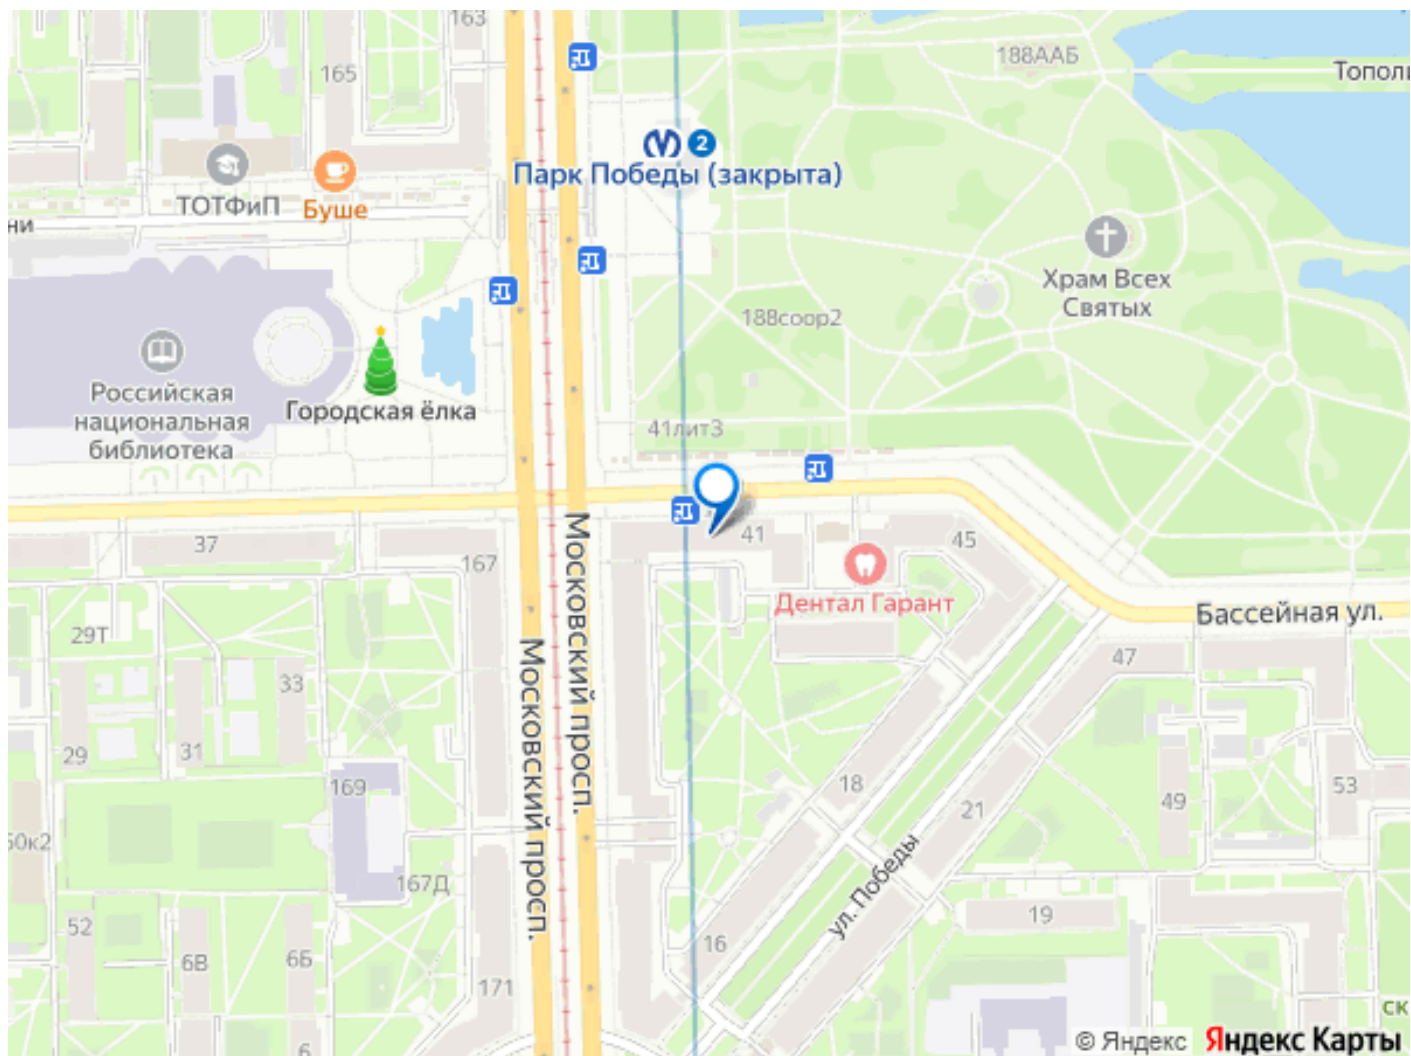 163
165
188ААБ
Тополи
2
Парк Победы (закрыта)
ТОТФиП
Буше
ни
Храм Всех
Святых
188соор2
Российская
национальная
библиотека
Городская ёлка
41лит3
37
167
41
45
Дентал Гарант
Бассейная ул.
Московский просп.
Московский просп.
29Т
33
47
29
31
169
18
21
49
53
50к2
167Д
ул. Победы
52
6В
6Б
16
19
171
6
ск
© Яндекс
Яндекс Карты